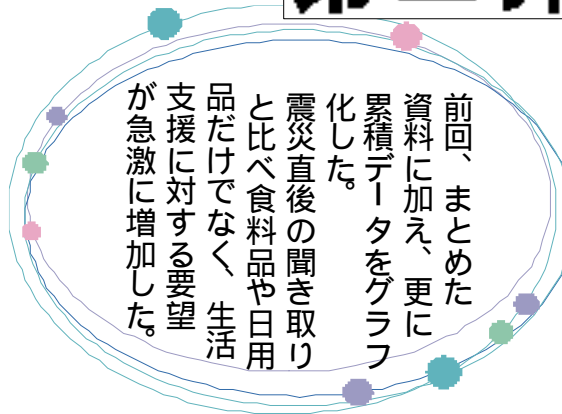 前回、まとめた
資料に加え、更に
累積データをグラフ
化した。
震災直後の聞き取り
と比べ食料品や日用
品だけでなく、生活
支援に対する要望
が急激に増加した。